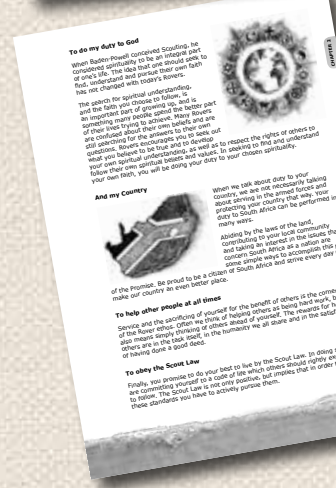 To do my duty to God
When Baden-Powell conceived Scouting, he
considered spirituality to be an integral part
of one's life. The idea that one should seek to
find, understand and pursue their own faith
has not changed with today's Rovers.
The search for spiritual understanding,
and the faith you choose to follow, is
an important part of growing up, and is
something many people spend the better part
of their lives trying to achieve. Many Rovers
are confused about their own beliefs and are
still searching for the answers to their own
questions. Rovers encourages you to seek out
what you believe to be true and to develop
your own spiritual understanding, as well as to respect the rights of others to
follow their own spiritual beliefs and values. In seeking to find and understand
your own faith, you will be doing your duty to your chosen spirituality.
CHAPTER 2
And my Country
When we talk about duty to your
country, we are not necessarily talking
about serving in the armed forces and
protecting your country that way. Your
duty to South Africa can be performed in
many ways.
Abiding by the laws of the land,
contributing to your local community
and taking an interest in the issues tha
concern South Africa as a nation are
some simple ways to accomplish this
of the Promise. Be proud to be a citizen of South Africa and strive every day
make our country an even better place.
To help other people at all times
Service and the sacrificing of yourself for the benefit of others is the corne
of the Rover ethos. Often we think of helping others as being hard work, b
also means simply thinking of others ahead of yourself. The rewards for h
others are in the task itself, in the humanity we all share and in the satisf
of having done a good deed.
To obey the Scout Law
Finally, you promise to do your best to live by the Scout Law. In doing
are committing yourself to a code of life which others should rightly ex
to follow. The Scout Law is not only positive, but implies that in order
these standards you have to actively pursue them.